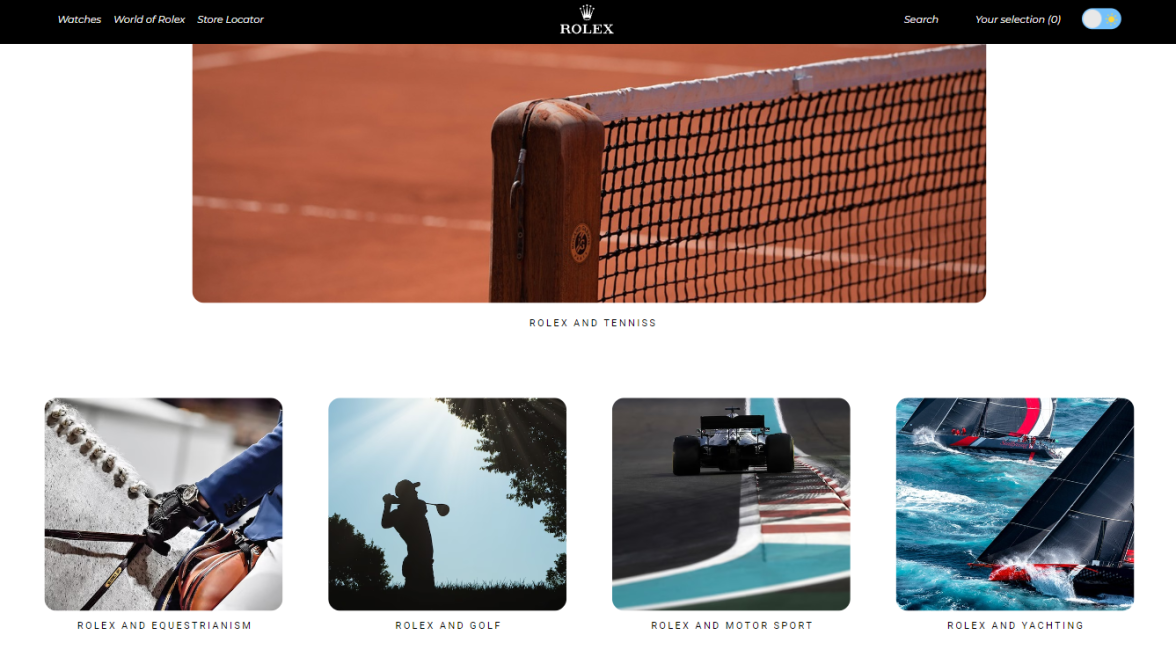 Watches World of Rolex Store Locator
ROLEX
Search Your selection (0)
ROLEX AND TENNISS
ROLEX AND EQUESTRIANISM
ROLEX AND GOLF
ROLEX AND MOTOR SPORT
ROLEX AND YACHTING